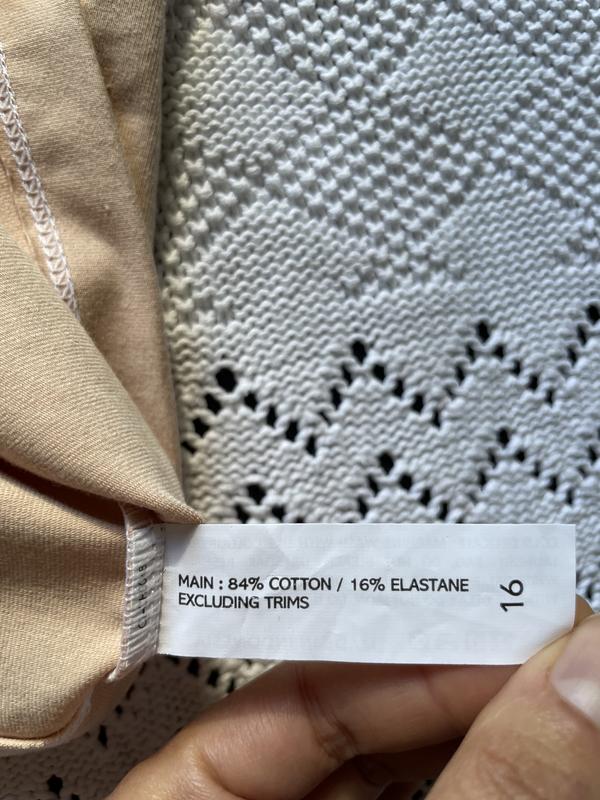 MAIN : 84% COTTON / 16% ELASTANE
EXCLUDING TRIMS
16